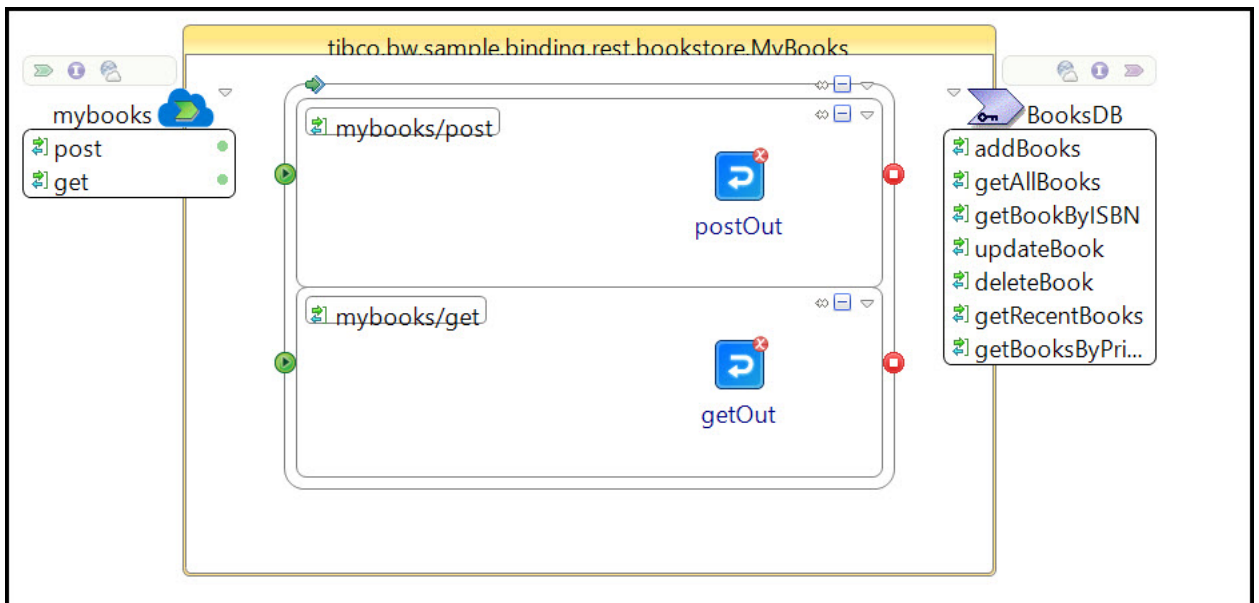 tibco.bw.sample.binding.rest.bookstore.MyBooks
mybooks
post
get
mybooks/post
postOut
mybooks/get
getOut
BooksDB
addBooks
getAllBooks
getBookByISBN
updateBook
deleteBook
getRecentBooks
getBooksByPri...